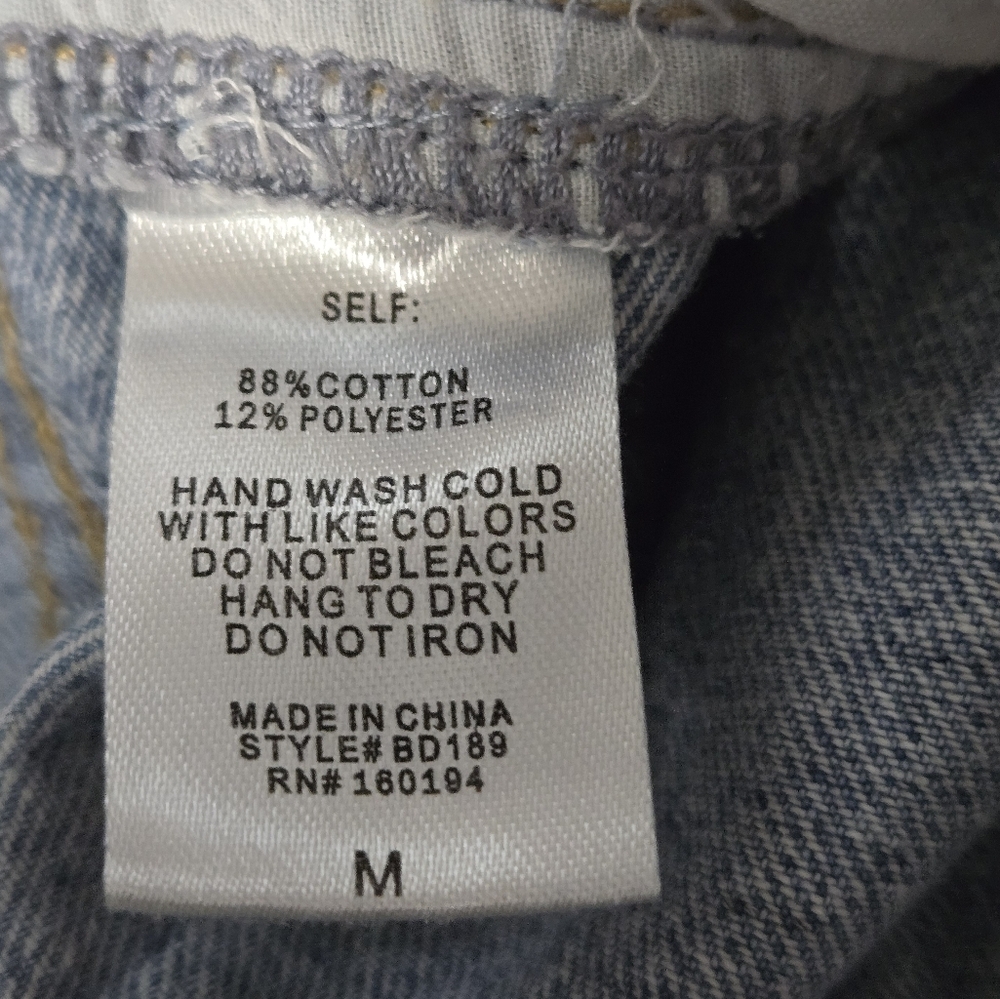 SELF:
88%COTTON
12% POLYESTER
HAND WASH COLD
WITH LIKE COLORS
DO NOT BLEACH
HANG TO DRY
DO NOT IRON
MADE IN CHINA
STYLE# BD189
RN# 160194
M